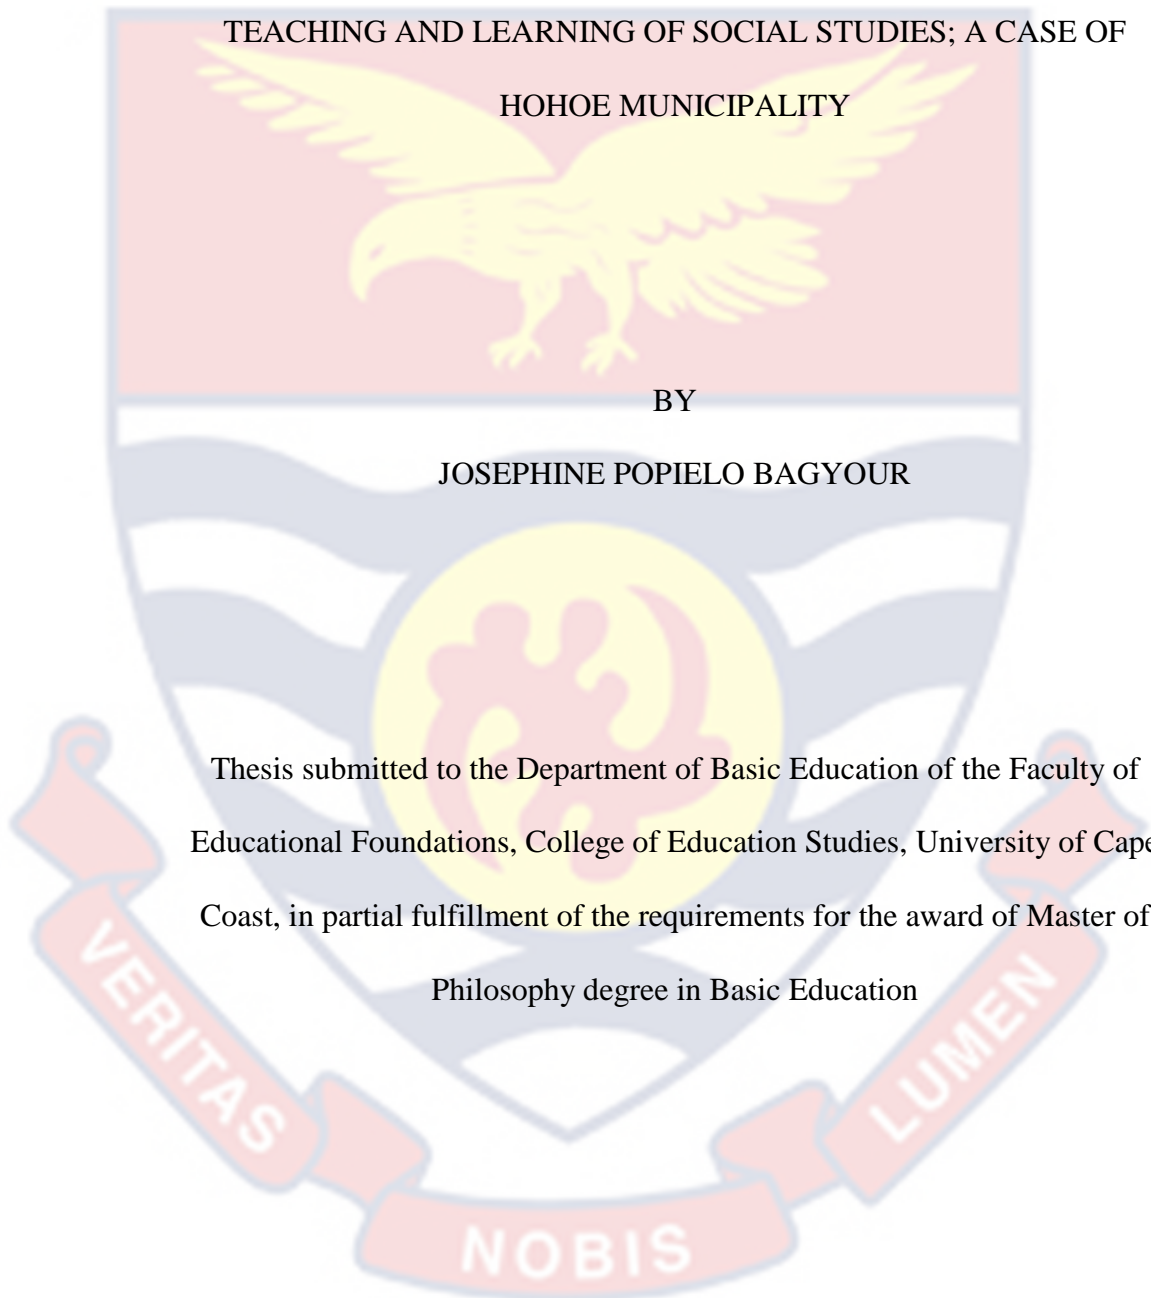 TEACHING AND LEARNING OF SOCIAL STUDIES; A CASE OF
HOHOE MUNICIPALITY
BY
JOSEPHINE POPIELO BAGYOUR
Thesis submitted to the Department of Basic Education of the Faculty of
Educational Foundations, College of Education Studies, University of Cape
Coast, in partial fulfillment of the requirements for the award of Master of
Philosophy degree in Basic Education
VERITAS
NOBIS
LUMEN